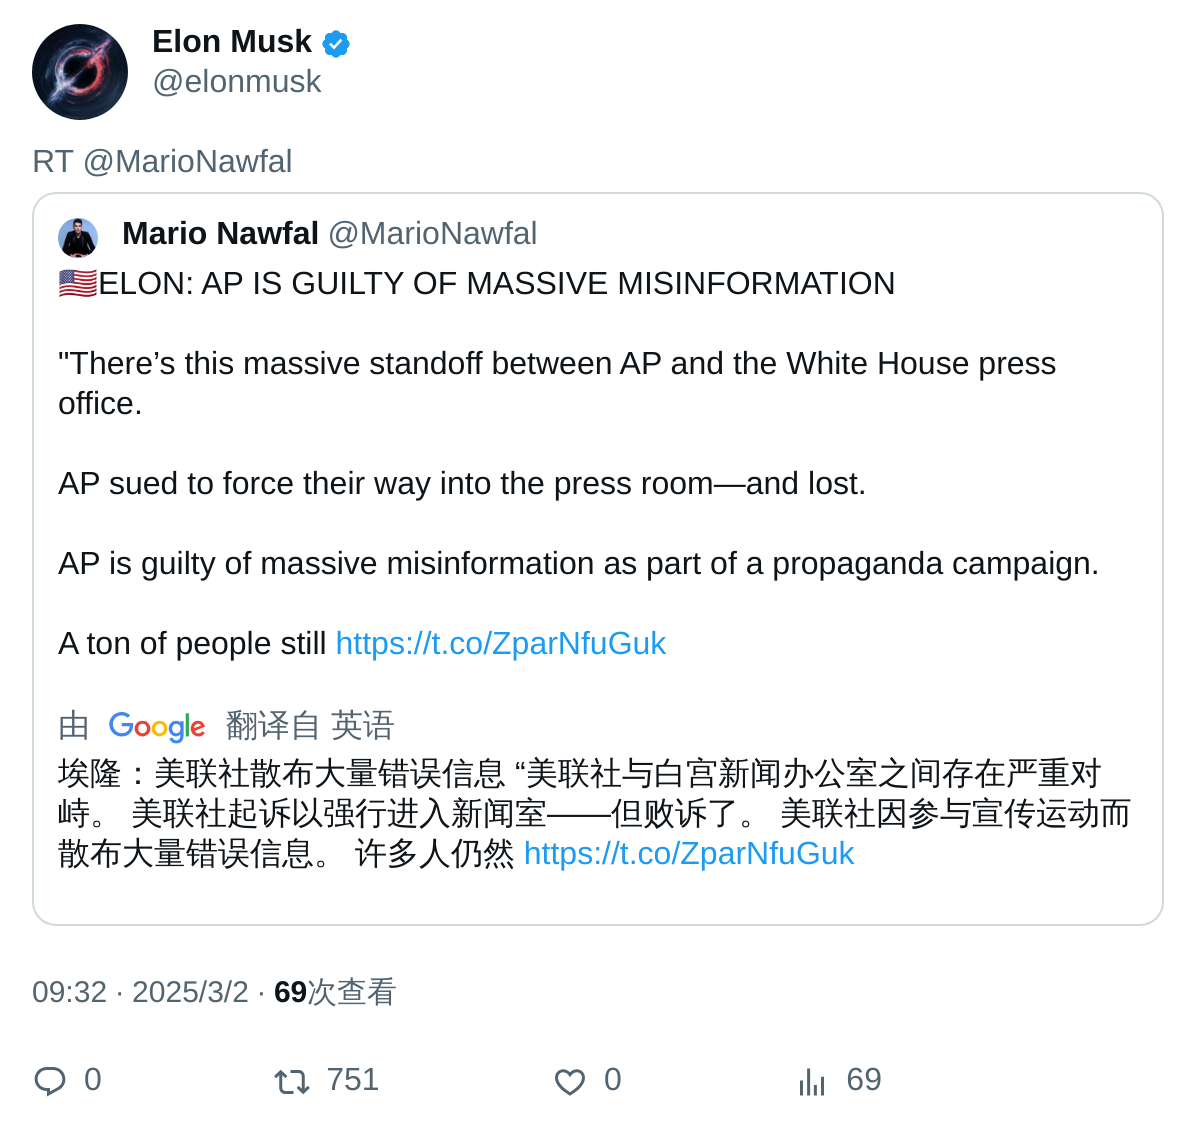 Elon Musk
@elonmusk
RT @MarioNawfal
Mario Nawfal @MarioNawfal
🇺🇸ELON: AP IS GUILTY OF MASSIVE MISINFORMATION
"There’s this massive standoff between AP and the White House press
office.
AP sued to force their way into the press room—and lost.
AP is guilty of massive misinformation as part of a propaganda campaign.
A ton of people still https://t.co/ZparNfuGuk
由 Google 翻译自 英语
埃隆：美联社散布大量错误信息 “美联社与白宫新闻办公室之间存在严重对
峙。 美联社起诉以强行进入新闻室——但败诉了。 美联社因参与宣传运动而
散布大量错误信息。 许多人仍然 https://t.co/ZparNfuGuk
09:32 · 2025/3/2 · 69次查看
0 751 0 69